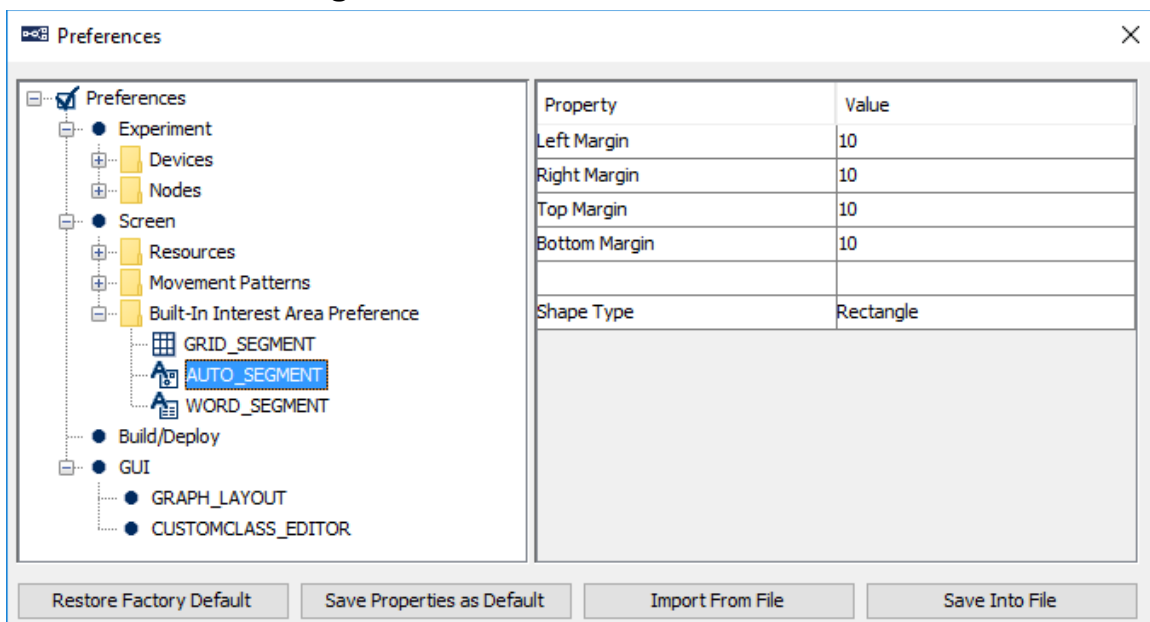 Preferences
Preferences
Experiment
Devices
Nodes
Screen
Resources
Movement Patterns
Built-In Interest Area Preference
GRID_SEGMENT
AUTO_SEGMENT
WORD_SEGMENT
Build/Deploy
GUI
GRAPH_LAYOUT
CUSTOMCLASS_EDITOR
Property Value
Left Margin 10
Right Margin 10
Top Margin 10
Bottom Margin 10
Shape Type Rectangle
Restore Factory Default Save Properties as Default Import From File Save Into File